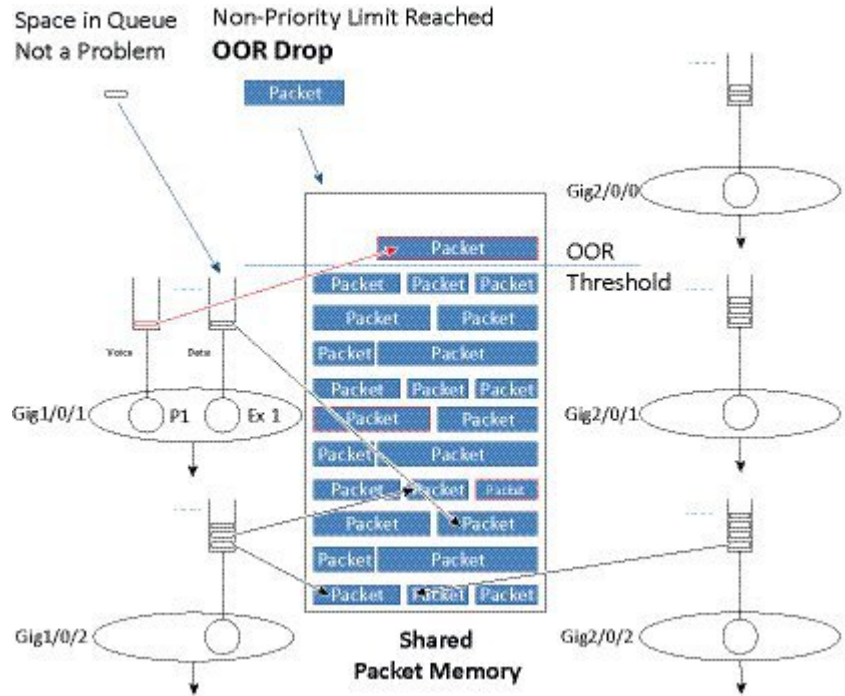 Space in Queue
Not a Problem
Non-Priority Limit Reached
OOR Drop
Packet
Gig2/0/0
Packet
OOR
Threshold
Packet Packet Packet
Packet Packet
Packet Packet
Packet Packet Packet
Packet Packet
Packet Packet
Packet Packet Packet
Packet Packet
Packet Packet
Packet Packet Packet
Voice
Data
Gig1/0/1
P1
Ex 1
Gig2/0/1
Gig1/0/2
Shared
Packet Memory
Gig2/0/2